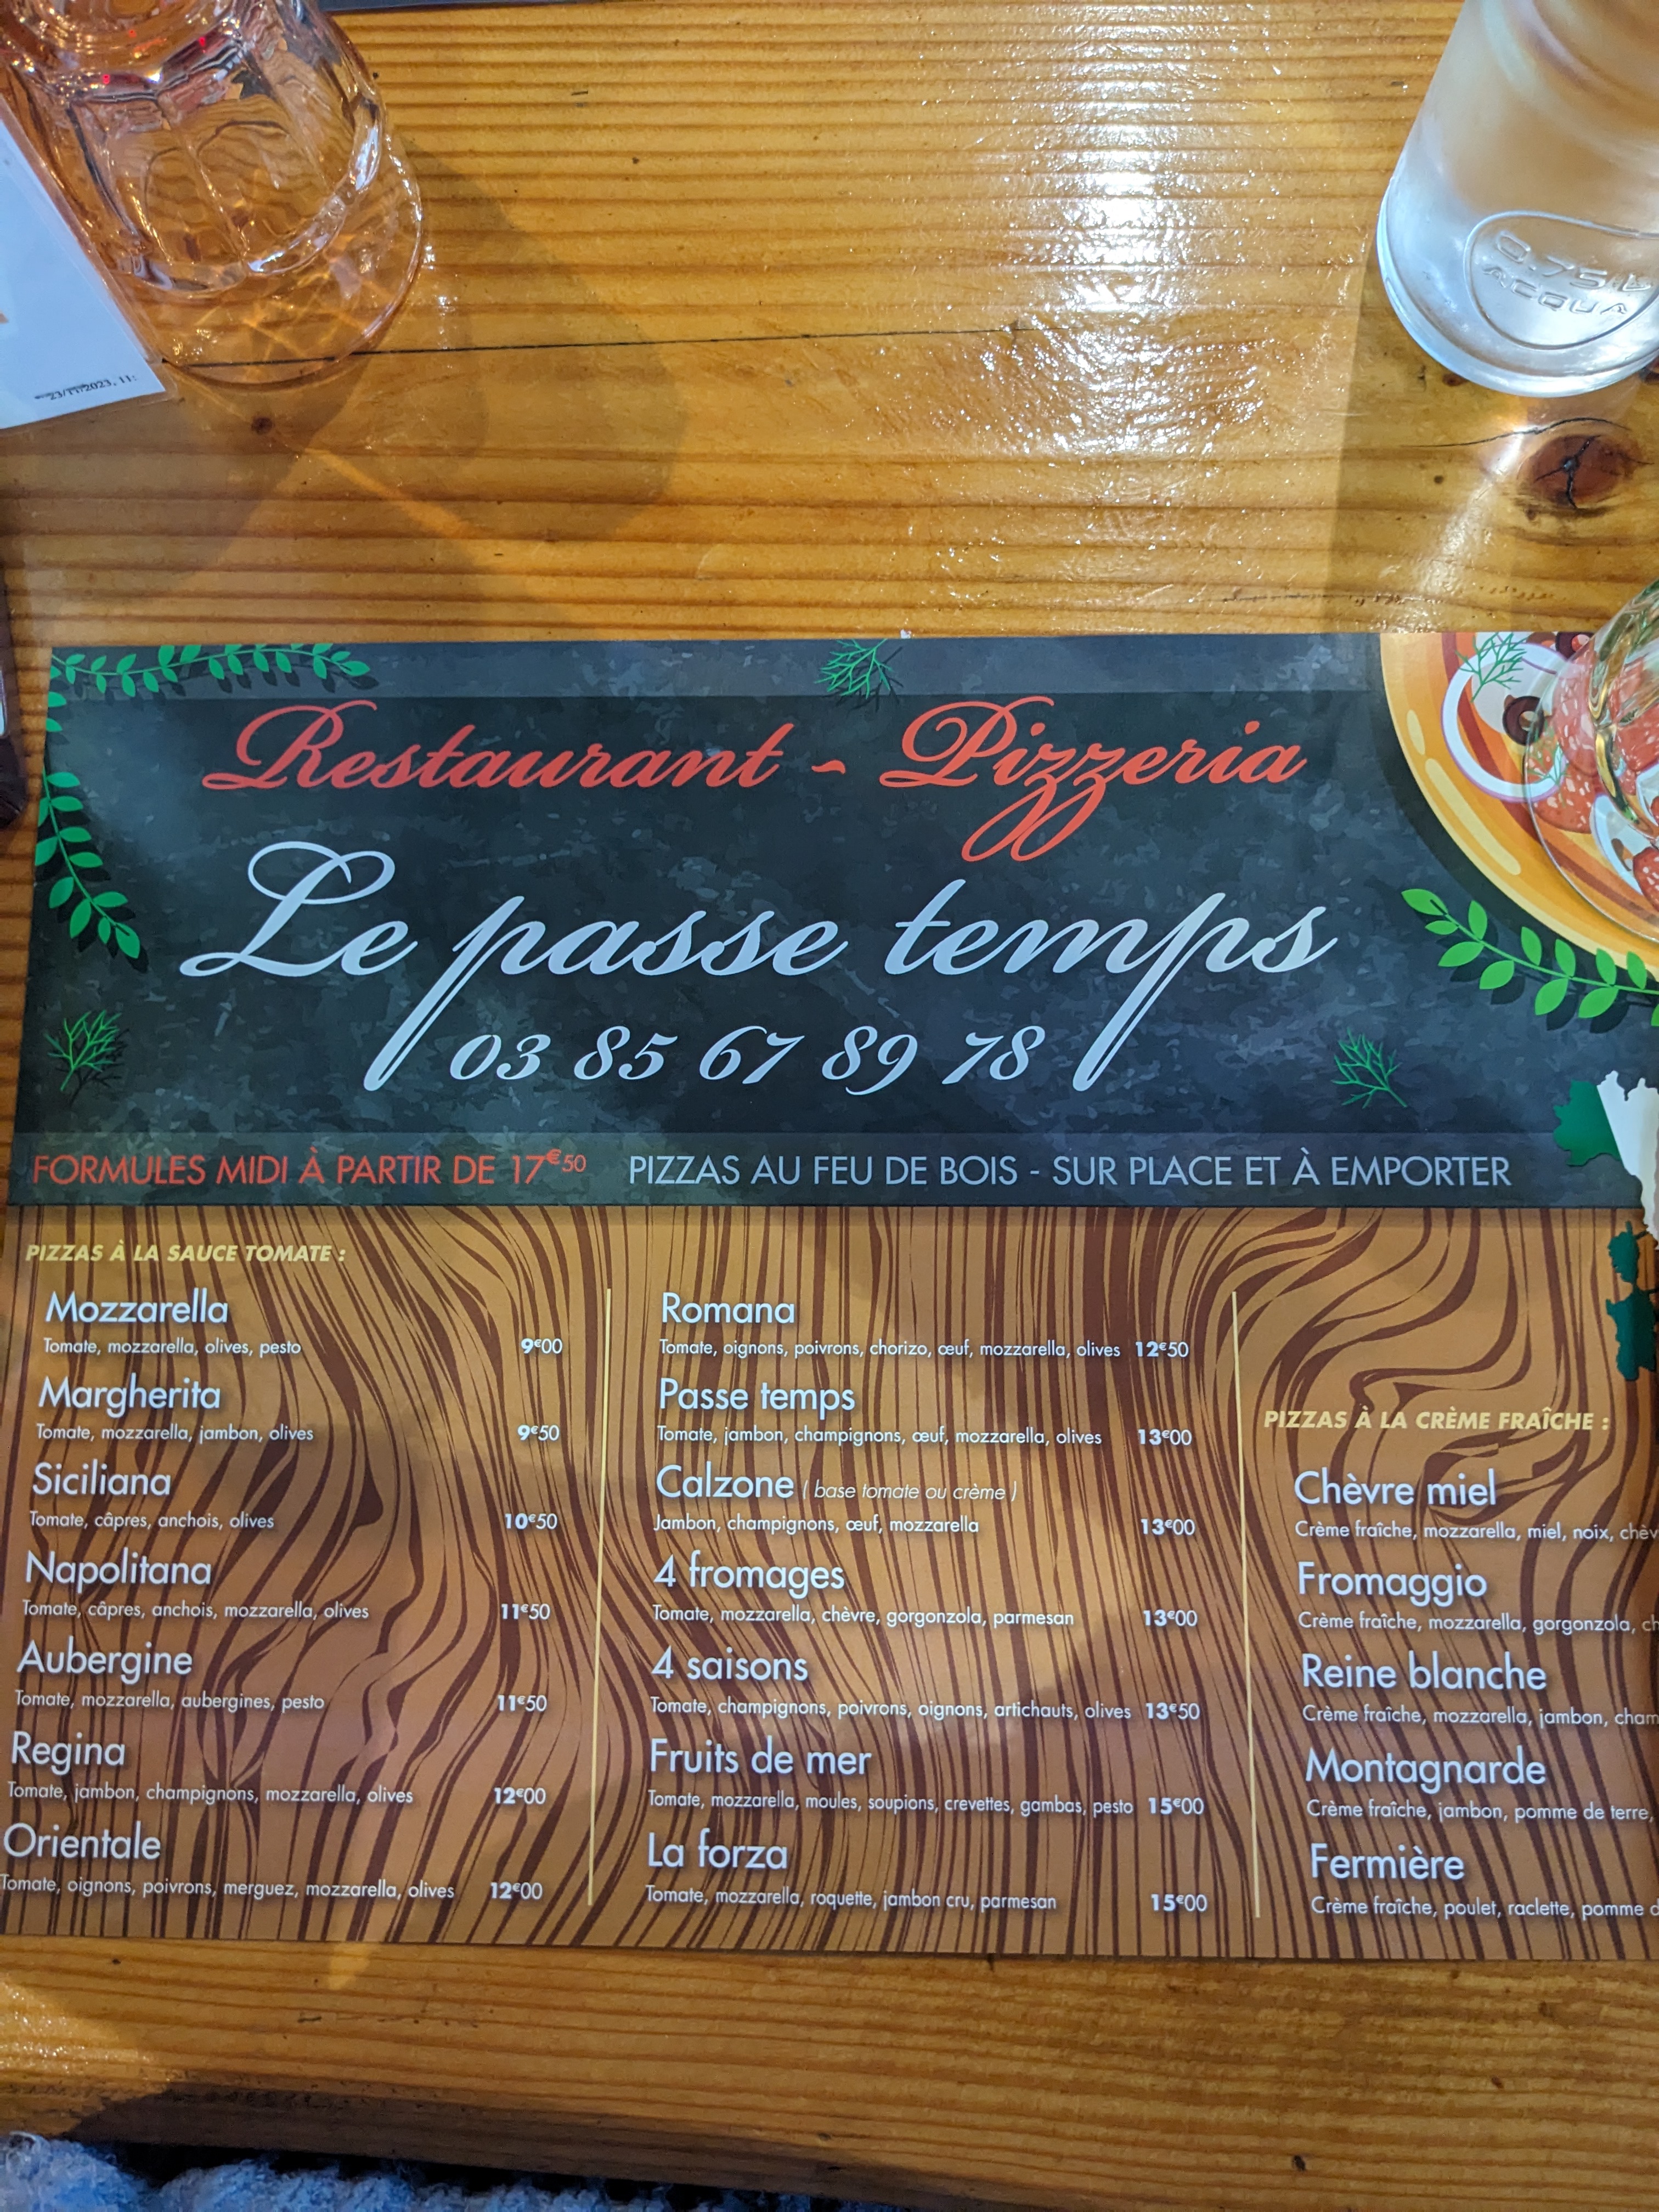 0.75 L
ACQUA
23/11/2023, 11:
Restaurant - Pizzeria
Le passe temps
03 85 67 89 78
FORMULES MIDI À PARTIR DE 17€50 PIZZAS AU FEU DE BOIS - SUR PLACE ET À EMPORTER
PIZZAS À LA SAUCE TOMATE :
Mozzarella
Tomate, mozzarella, olives, pesto 9€00
Margherita
Tomate, mozzarella, jambon, olives 9€50
Siciliana
Tomate, câpres, anchois, olives 10€50
Napolitana
Tomate, câpres, anchois, mozzarella, olives 11€50
Aubergine
Tomate, mozzarella, aubergines, pesto 11€50
Regina
Tomate, jambon, champignons, mozzarella, olives 12€00
Orientale
Tomate, oignons, poivrons, merguez, mozzarella, olives 12€00
Romana
Tomate, oignons, poivrons, chorizo, œuf, mozzarella, olives 12€50
Passe temps
Tomate, jambon, champignons, œuf, mozzarella, olives 13€00
Calzone ( base tomate ou crème )
Jambon, champignons, œuf, mozzarella 13€00
4 fromages
Tomate, mozzarella, chèvre, gorgonzola, parmesan 13€00
4 saisons
Tomate, champignons, poivrons, oignons, artichauts, olives 13€50
Fruits de mer
Tomate, mozzarella, moules, soupions, crevettes, gambas, pesto 15€00
La forza
Tomate, mozzarella, roquette, jambon cru, parmesan 15€00
PIZZAS À LA CRÈME FRAÎCHE :
Chèvre miel
Crème fraîche, mozzarella, miel, noix,
Fromaggio
Crème fraîche, mozzarella, gorgonzola,
Reine blanche
Crème fraîche, mozzarella, jambon,
Montagnarde
Crème fraîche, jambon, pomme de terre,
Fermière
Crème fraîche, poulet, raclette, pomme